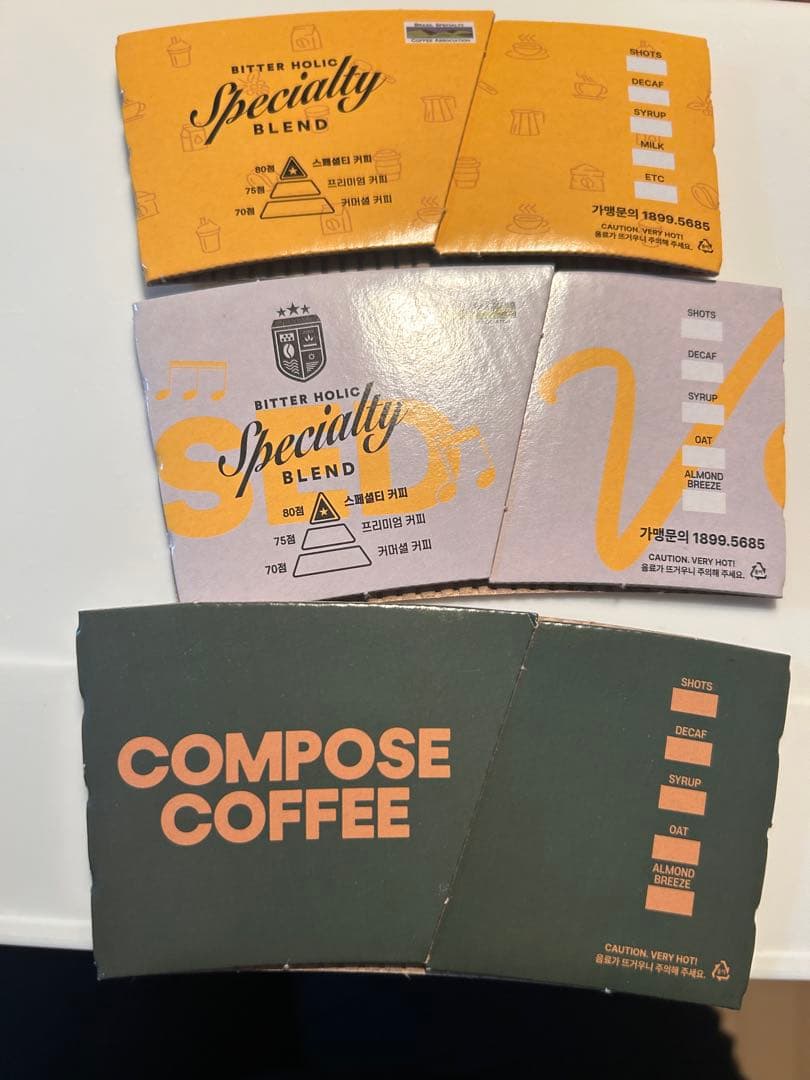 BRAZIL SPECIALTY
COFFEE ASSOCIATION
BITTER HOLIC
Specialty
BLEND
80점 스페셜티 커피
75점 프리미엄 커피
70점 커머셜 커피
SHOTS
DECAF
SYRUP
MILK
ETC
가맹문의 1899.5685
CAUTION. VERY HOT!
음료가 뜨거우니 주의해 주세요.
SED
BITTER HOLIC
Specialty
BLEND
80점 스페셜티 커피
75점 프리미엄 커피
70점 커머셜 커피
SHOTS
DECAF
SYRUP
OAT
ALMOND
BREEZE
가맹문의 1899.5685
CAUTION. VERY HOT!
음료가 뜨거우니 주의해 주세요.
COMPOSE
COFFEE
SHOTS
DECAF
SYRUP
OAT
ALMOND
BREEZE
CAUTION. VERY HOT!
음료가 뜨거우니 주의해 주세요.